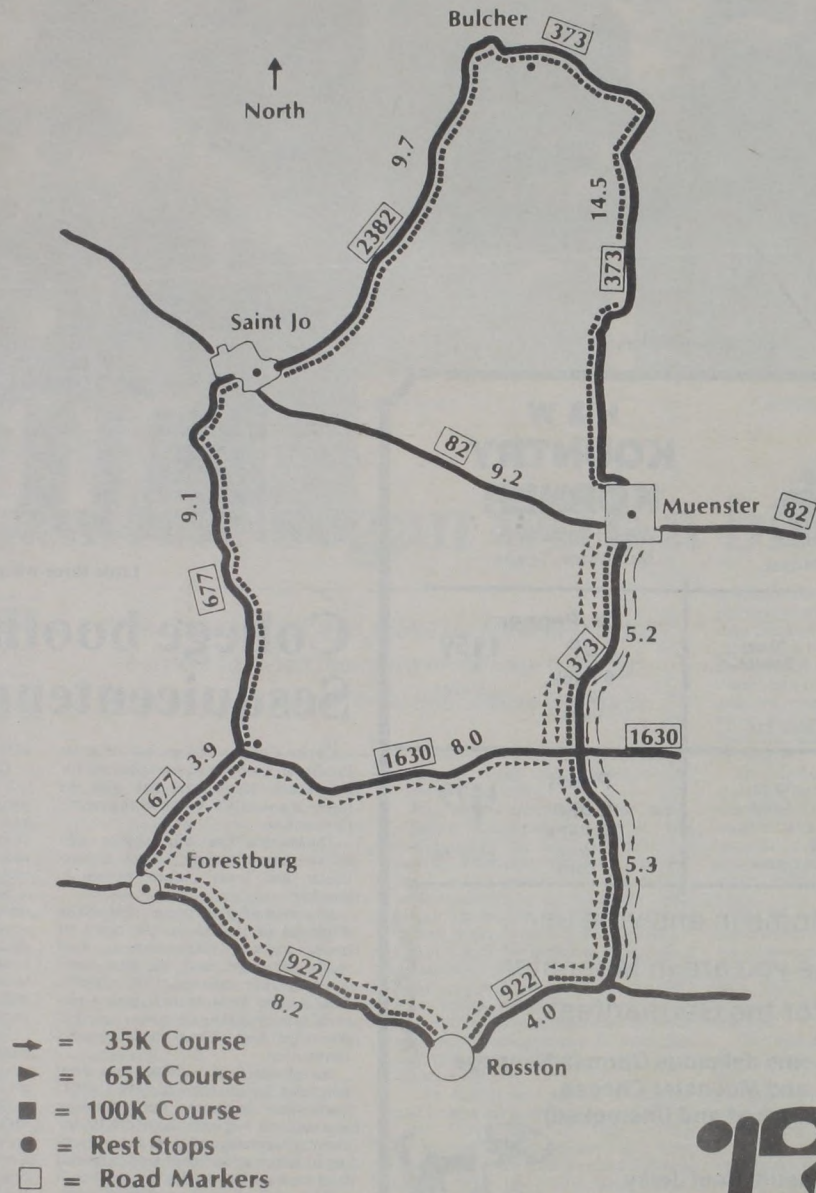 Bulcher
373
North
9.7
14.5
2382
373
Saint Jo
82
9.2
Muenster
82
9.1
677
373
5.2
1630
8.0
1630
3.9
677
Forestburg
5.3
922
8.2
922
4.0
Rosston
→ = 35K Course
▶ = 65K Course
■ = 100K Course
● = Rest Stops
□ = Road Markers